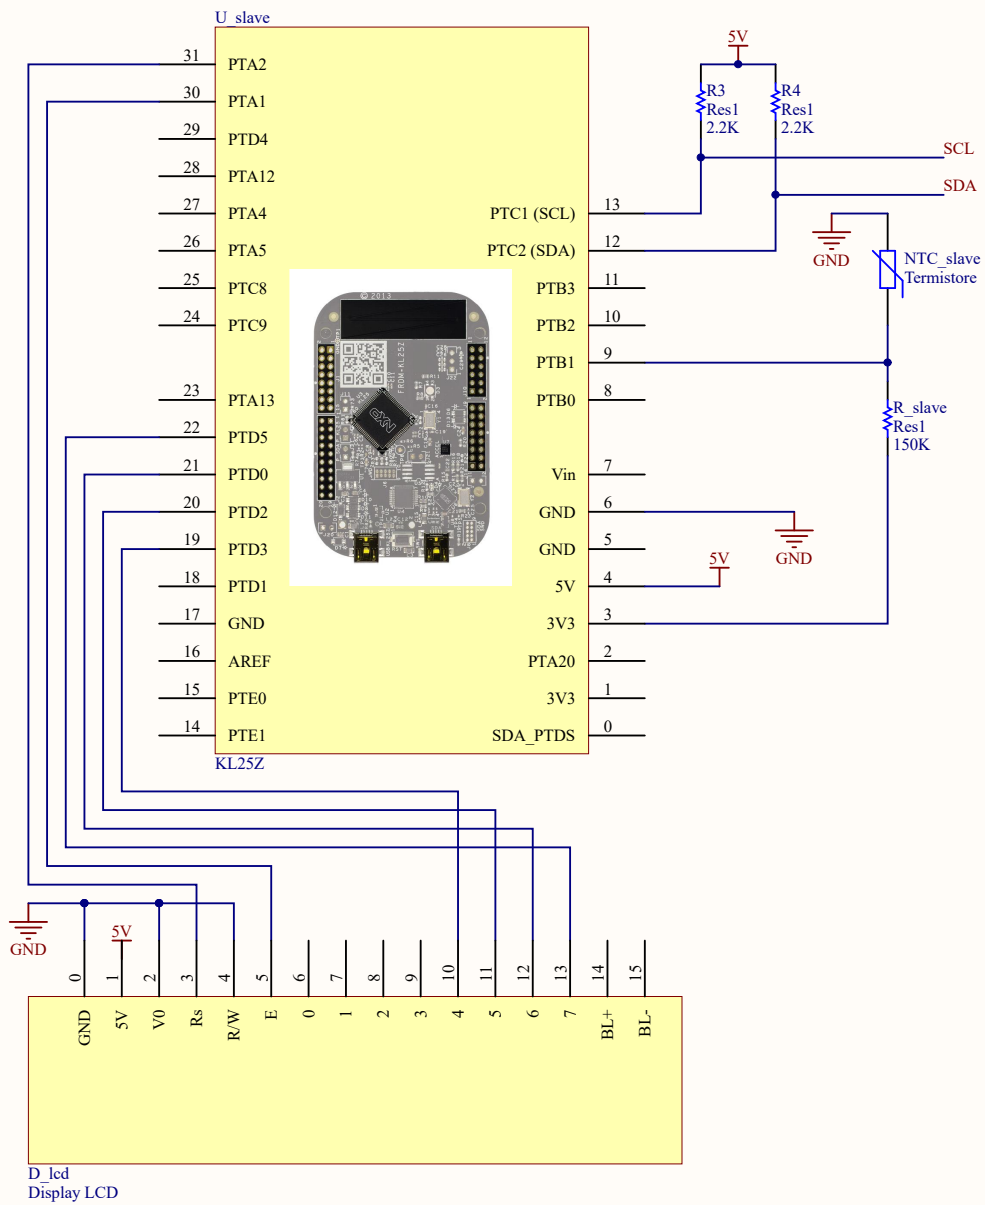 U_slave
31 PTA2
30 PTA1
29 PTD4
28 PTA12
27 PTA4
26 PTA5
25 PTC8
24 PTC9
23 PTA13
22 PTD5
21 PTD0
20 PTD2
19 PTD3
18 PTD1
17 GND
16 AREF
15 PTE0
14 PTE1
PTC1 (SCL) 13
PTC2 (SDA) 12
PTB3 11
PTB2 10
PTB1 9
PTB0 8
Vin 7
GND 6
GND 5
5V 4
3V3 3
PTA20 2
3V3 1
SDA_PTDS 0
KL25Z
© 2013
FRDM-KL25Z
NXP
5V
R3
Res1
2.2K
R4
Res1
2.2K
SCL
SDA
GND
NTC_slave
Termistore
R_slave
Res1
150K
GND
5V
GND
5V
0 GND
1 5V
2 V0
3 Rs
4 R/W
5 E
6 0
7 1
8 2
9 3
10 4
11 5
12 6
13 7
14 BL+
15 BL-
D_lcd
Display LCD